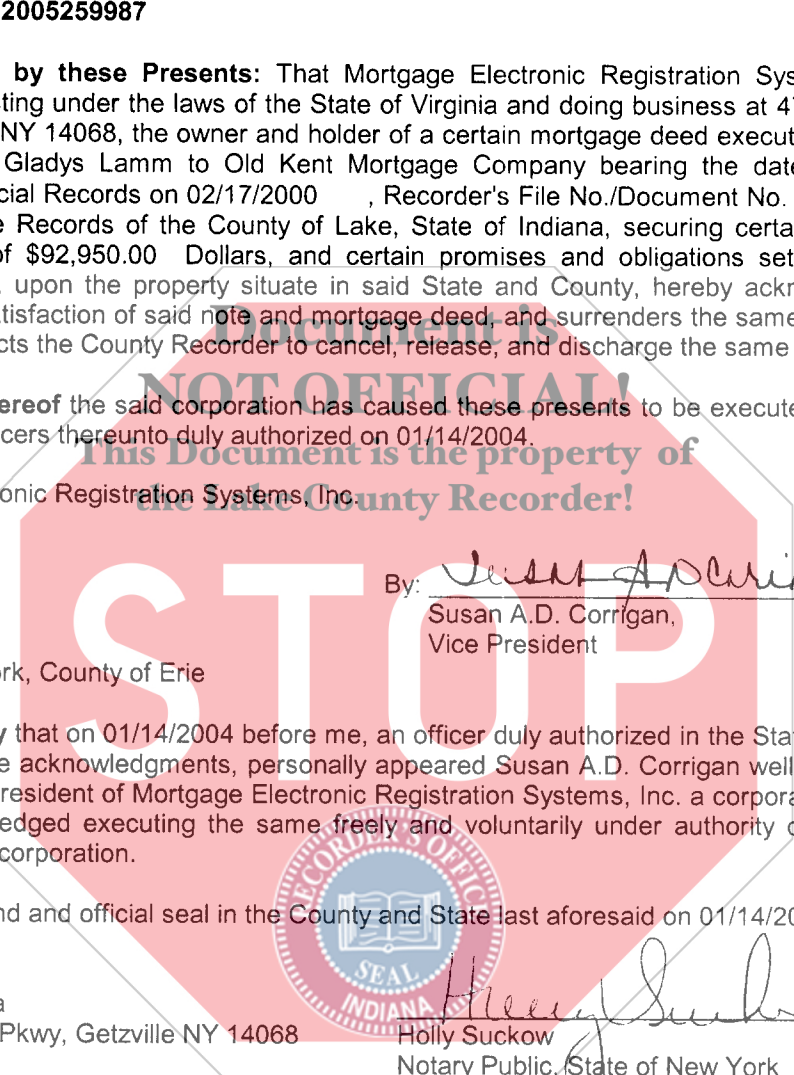 2005259987
by these Presents: That Mortgage Electronic Registration Sys
ting under the laws of the State of Virginia and doing business at 4
NY 14068, the owner and holder of a certain mortgage deed execut
Gladys Lamm to Old Kent Mortgage Company bearing the date
cial Records on 02/17/2000 , Recorder's File No./Document No.
e Records of the County of Lake, State of Indiana, securing certa
of $92,950.00 Dollars, and certain promises and obligations set
, upon the property situate in said State and County, hereby ackn
atisfaction of said note and mortgage deed, and surrenders the same
Document is
cts the County Recorder to cancel, release, and discharge the same
NOT OFFICIAL!
ereof the said corporation has caused these presents to be execute
cers thereunto duly authorized on 01/14/2004.
This Document is the property of
onic Registration Systems, Inc.
the Lake County Recorder!
STOP
By:
Susan A.D. Corrigan,
Vice President
rk, County of Erie
y that on 01/14/2004 before me, an officer duly authorized in the Sta
e acknowledgments, personally appeared Susan A.D. Corrigan well
resident of Mortgage Electronic Registration Systems, Inc. a corpora
edged executing the same freely and voluntarily under authority
corporation.
RECORDER'S OFFICE
nd and official seal in the County and State last aforesaid on 01/14/20
SEAL
INDIANA
a
Pkwy, Getzville NY 14068
Holly Suckow
Notary Public, State of New York